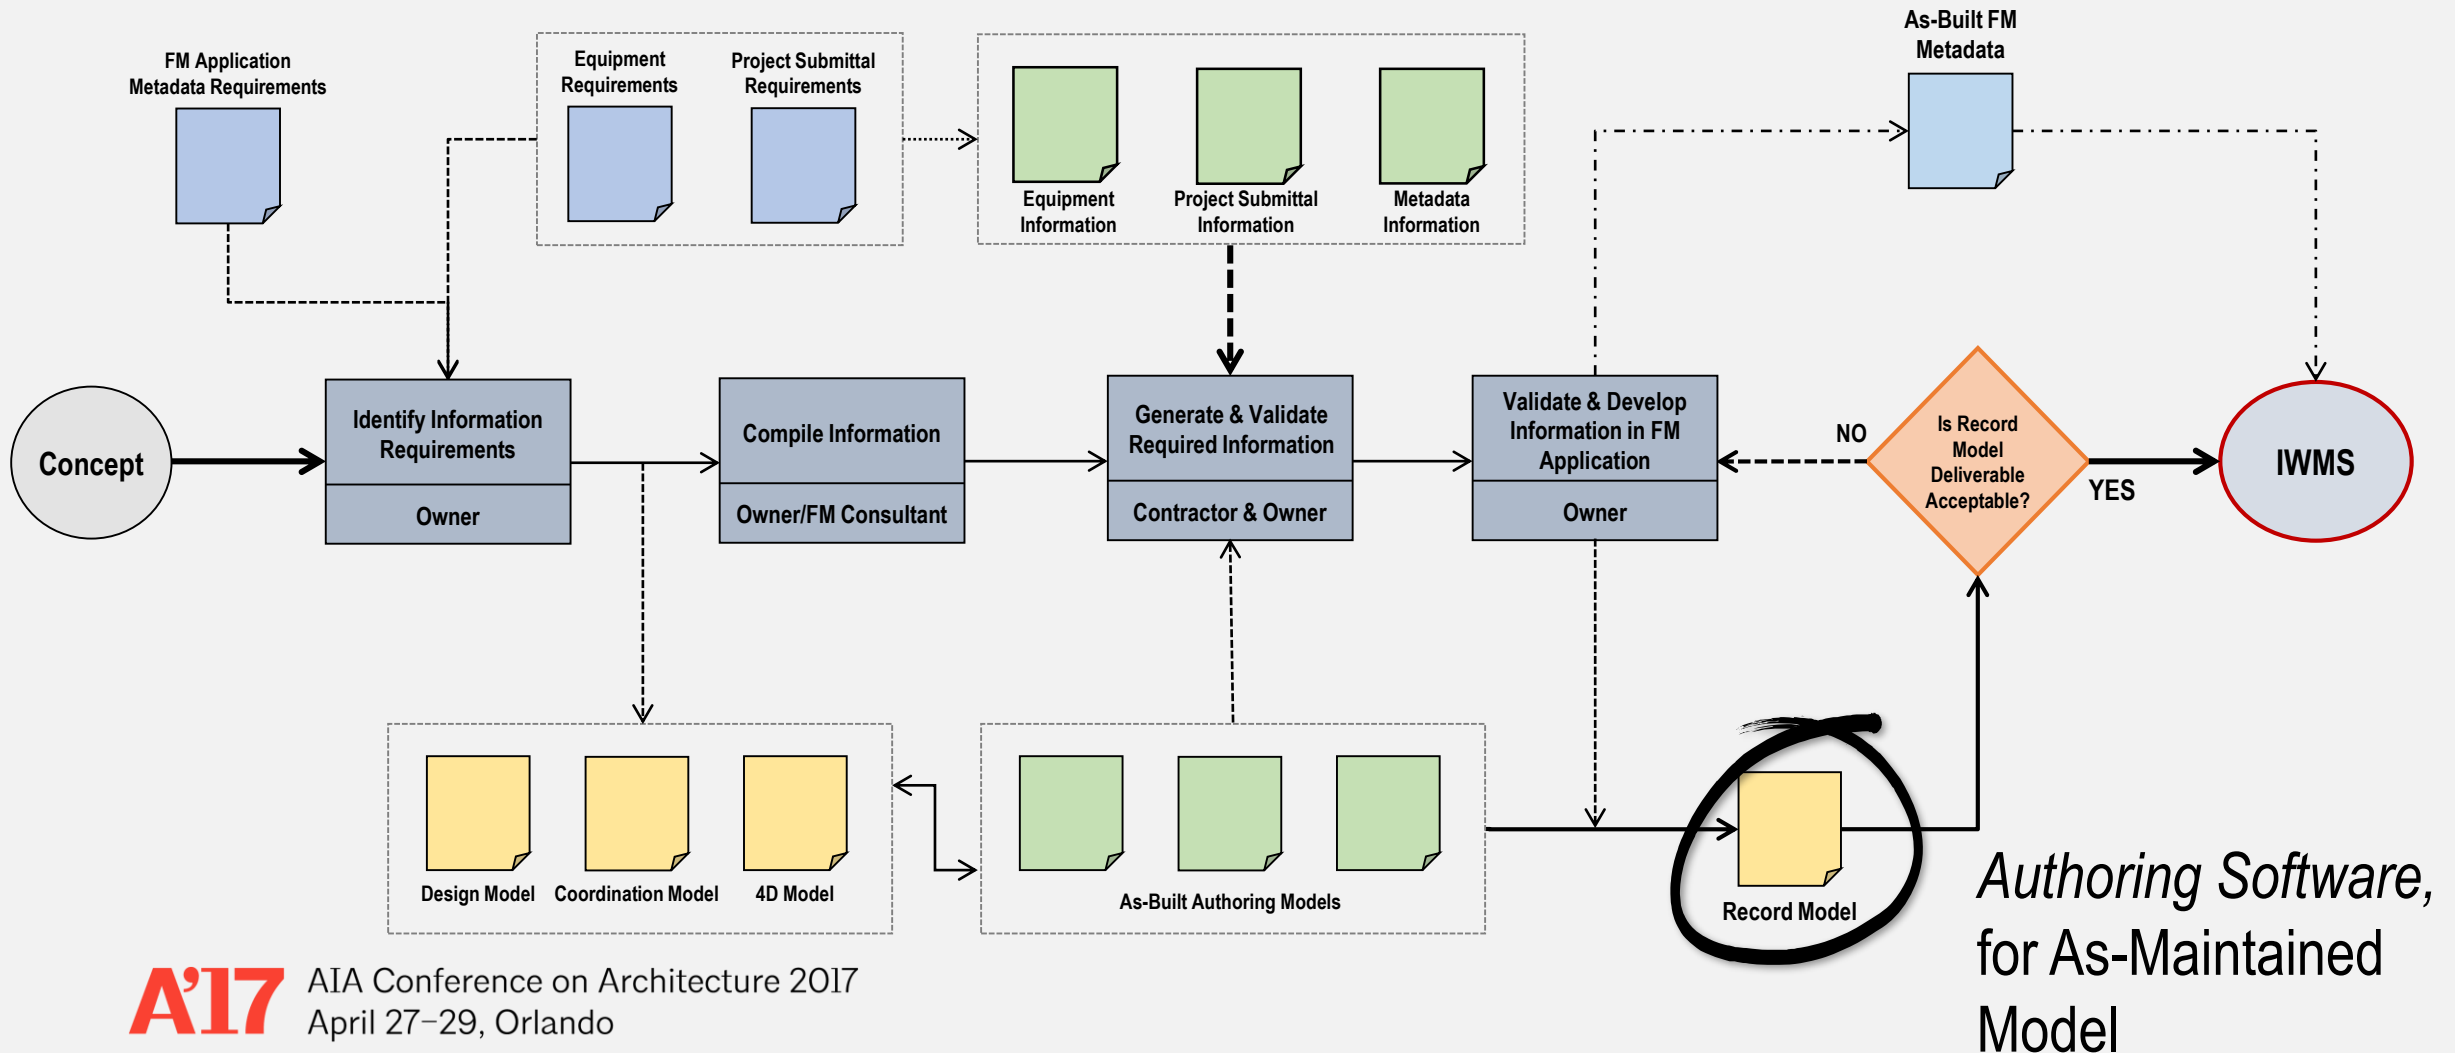 As-Built FM
Metadata
FM Application
Metadata Requirements
Equipment
Requirements
Project Submittal
Requirements
Equipment
Information
Project Submittal
Information
Metadata
Information
Concept
Identify Information
Requirements
Owner
Compile Information
Owner/FM Consultant
Generate & Validate
Required Information
Contractor & Owner
Validate & Develop
Information in FM
Application
Owner
NO
Is Record
Model
Deliverable
Acceptable?
YES
IWMS
Design Model
Coordination Model
4D Model
As-Built Authoring Models
Record Model
Authoring Software,
for As-Maintained
Model
A'17
AIA Conference on Architecture 2017
April 27–29, Orlando